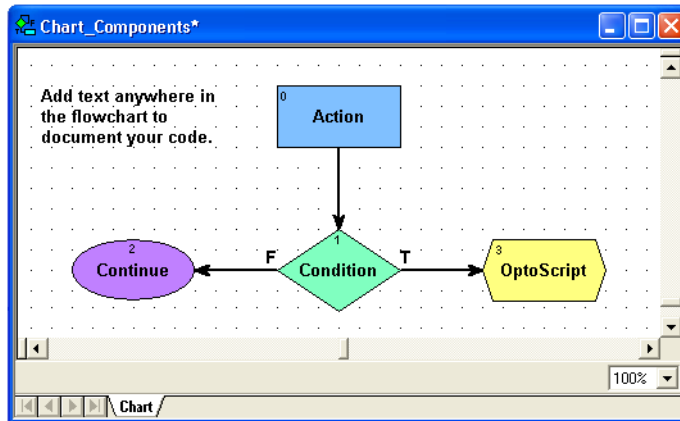 Chart_Components*
Add text anywhere in
the flowchart to
document your code.
0
Action
F
1
T
2
Continue
Condition
3
OptoScript
100%
Chart